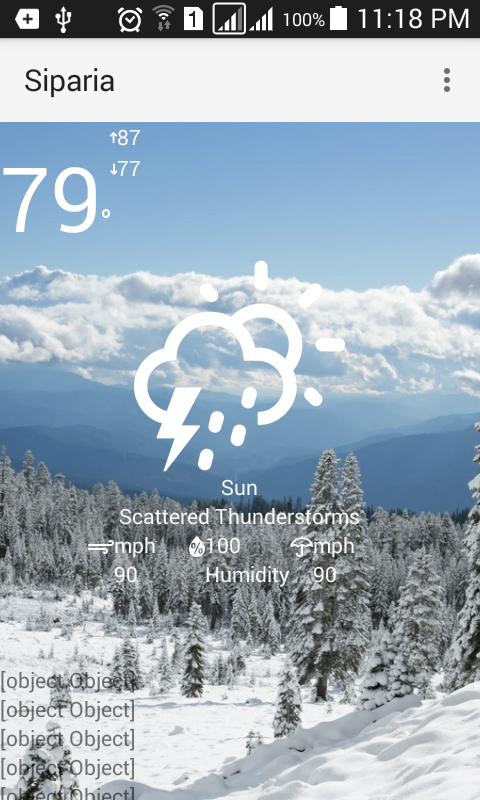 1 100% 11:18 PM
Siparia
↑87
↓77
79°
Sun
Scattered Thunderstorms
mph %100 mph
90 Humidity 90
[object Object]
[object Object]
[object Object]
[object Object]
[object Object]